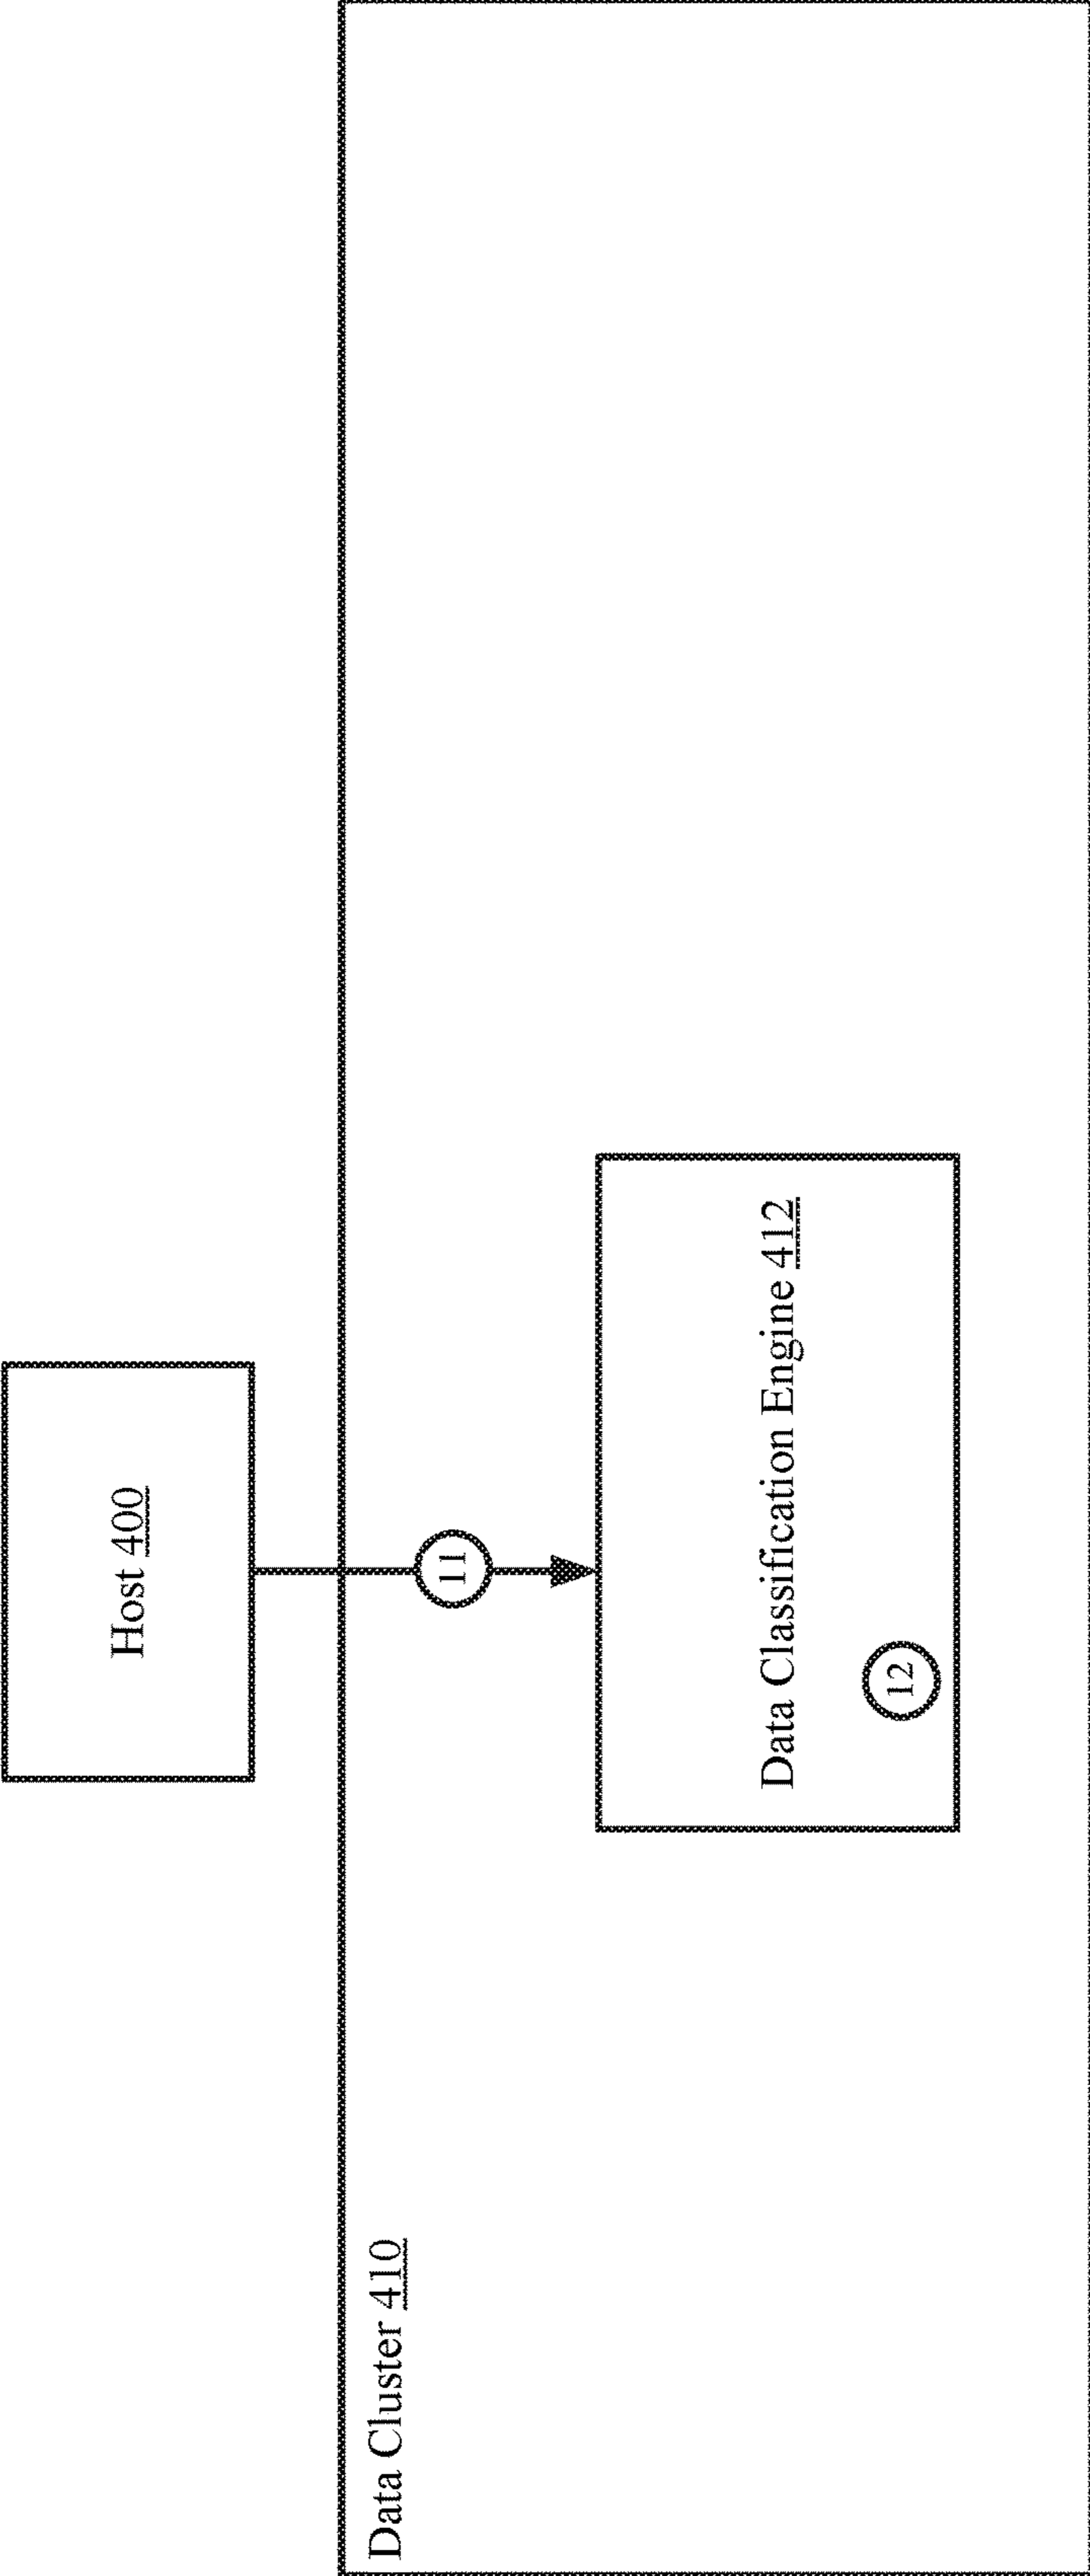 Host 400
Data Cluster 410
11
Data Classification Engine 412
12